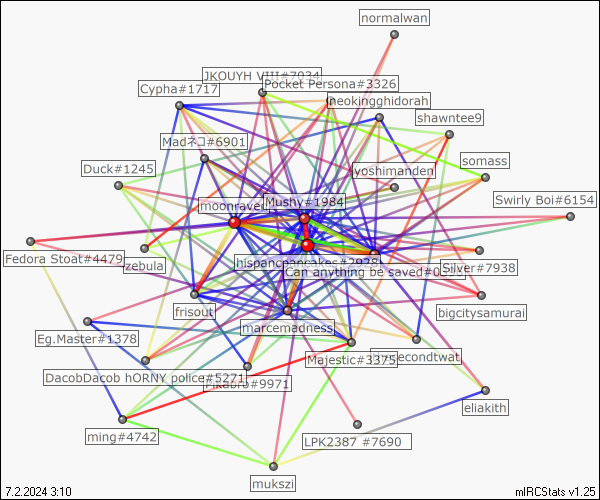 normalwan
JKOUYH VIII#7034
Pocket Persona#3326
Cypha#1717
neokingghidorah
shawntee9
Madネコ#6901
somass
Duck#1245
yoshimanden
Swirly Boi#6154
moonraved
Mushy#1984
Fedora Stoat#4479
zebula
hispanicpancakes#2928
Can anything be saved#0
Silver#7938
frisout
bigcitysamurai
marcemadness
Eg.Master#1378
Majestic#3375
secondtwat
DacobDacob hORNY police#5271
#9971
eliakith
ming#4742
LPK2387 #7690
mukszi
7.2.2024 3:10
mIRCStats v1.25